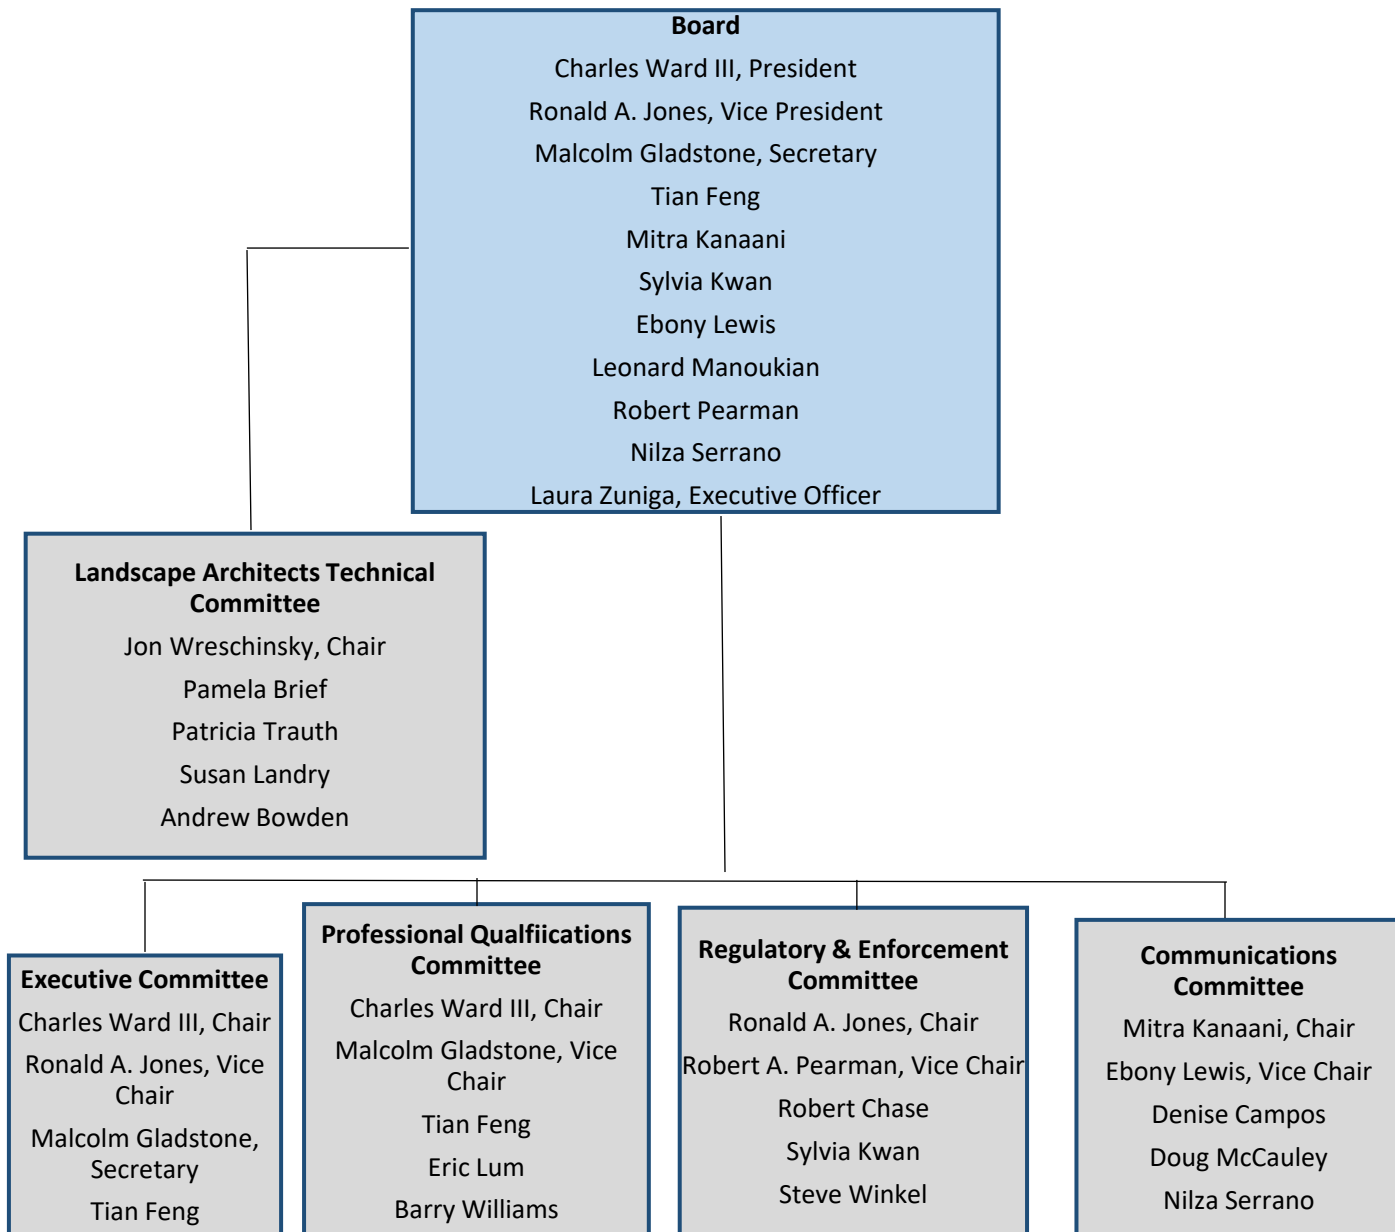 Board
Charles Ward III, President
Ronald A. Jones, Vice President
Malcolm Gladstone, Secretary
Tian Feng
Mitra Kanaani
Sylvia Kwan
Ebony Lewis
Leonard Manoukian
Robert Pearman
Nilza Serrano
Laura Zuniga, Executive Officer
Landscape Architects Technical
Committee
Jon Wreschinsky, Chair
Pamela Brief
Patricia Trauth
Susan Landry
Andrew Bowden
Executive Committee
Charles Ward III, Chair
Ronald A. Jones, Vice
Chair
Malcolm Gladstone,
Secretary
Tian Feng
Professional Qualfiications
Committee
Charles Ward III, Chair
Malcolm Gladstone, Vice
Chair
Tian Feng
Eric Lum
Barry Williams
Regulatory & Enforcement
Committee
Ronald A. Jones, Chair
Robert A. Pearman, Vice Chair
Robert Chase
Sylvia Kwan
Steve Winkel
Communications
Committee
Mitra Kanaani, Chair
Ebony Lewis, Vice Chair
Denise Campos
Doug McCauley
Nilza Serrano